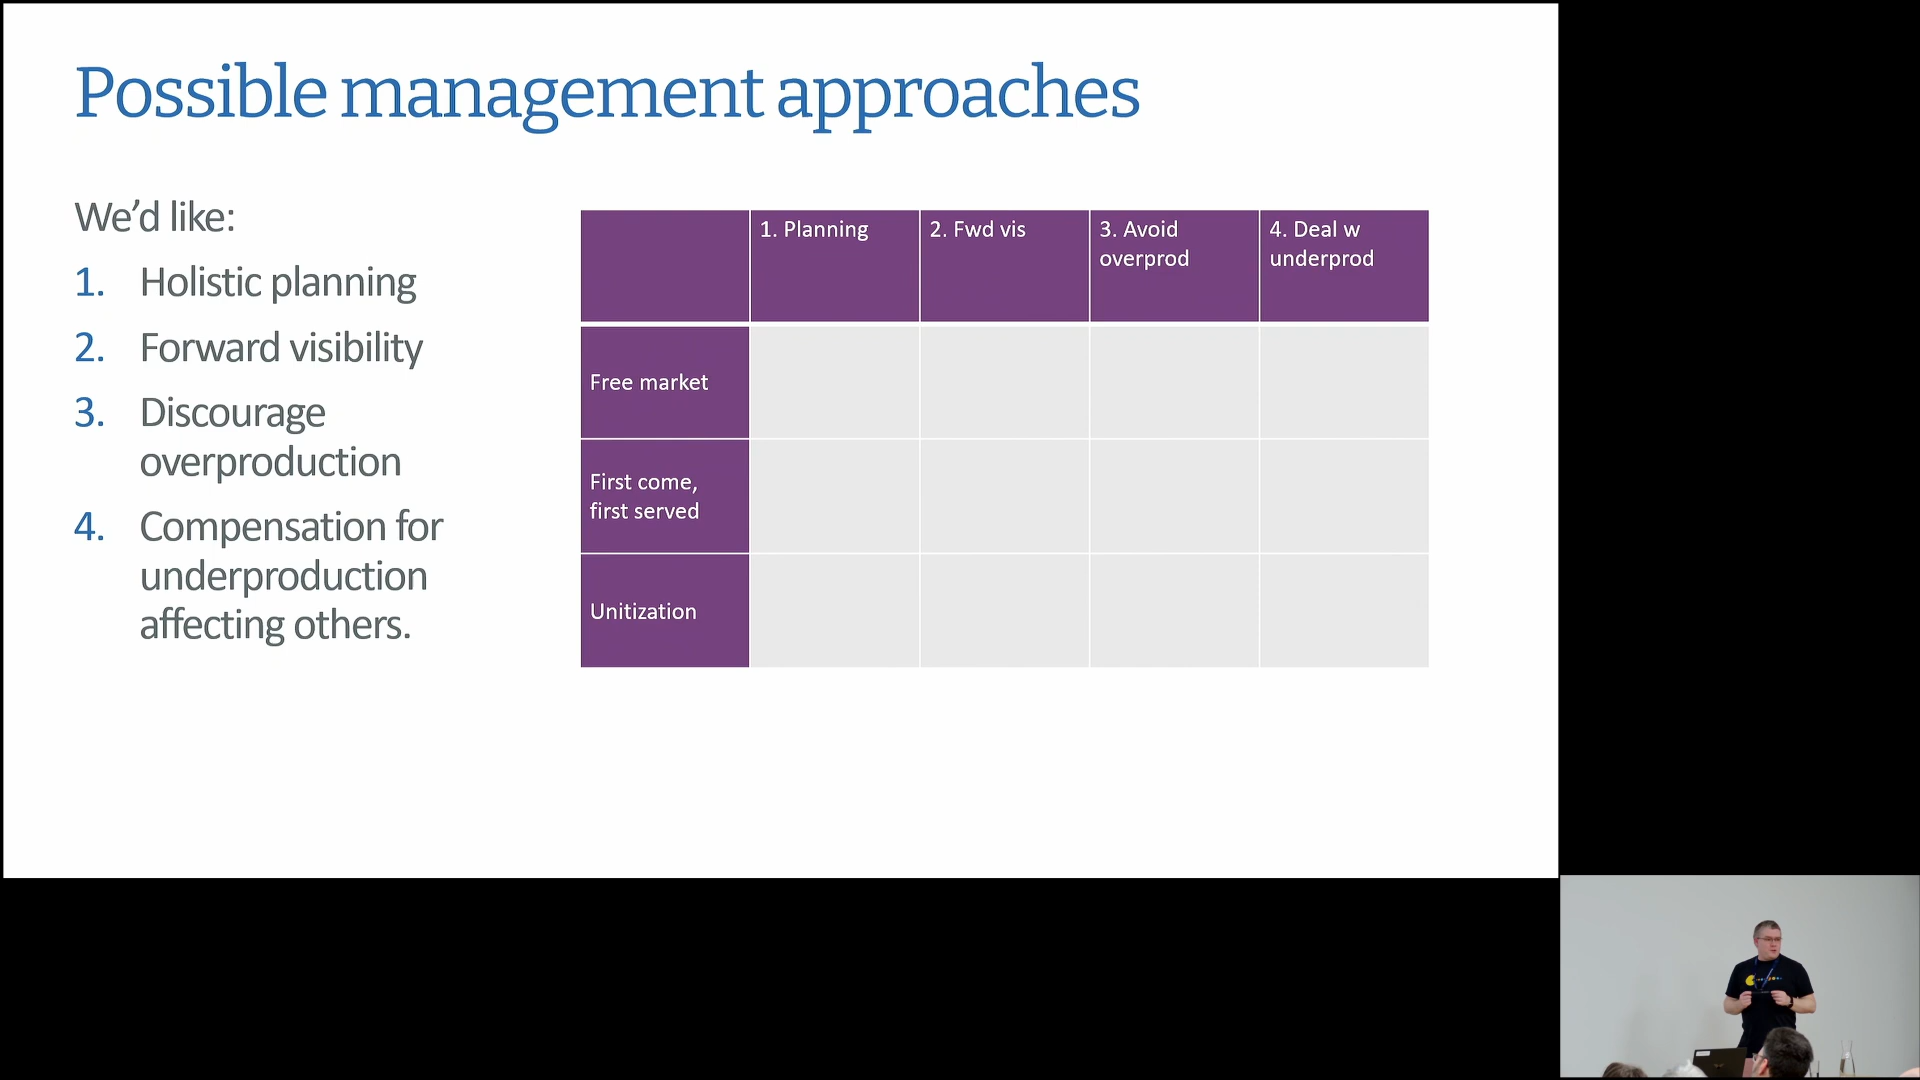 Possible management approaches
We'd like:
1. Holistic planning
2. Forward visibility
3. Discourage
overproduction
4. Compensation for
underproduction
affecting others.
1. Planning
2. Fwd vis
3. Avoid
overprod
4. Deal w
underprod
Free market
First come,
first served
Unitization